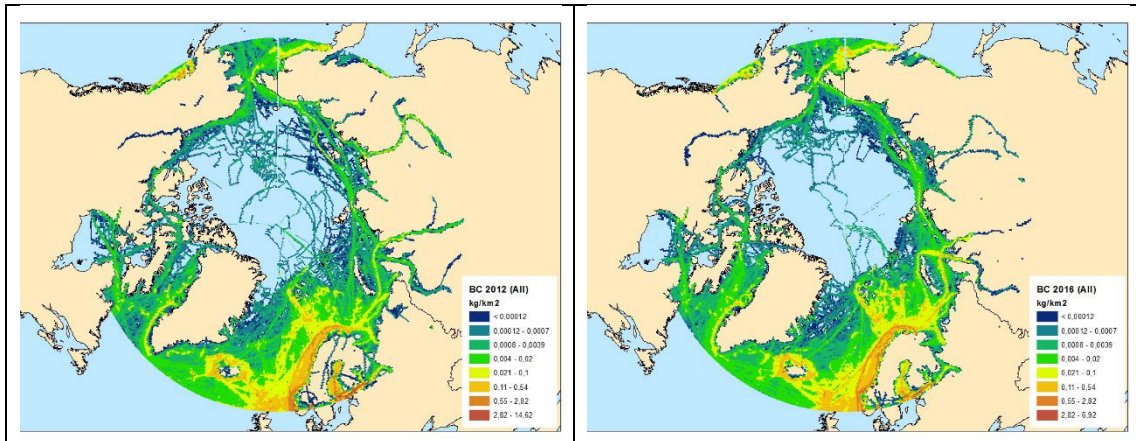 BC 2012 (All)
kg/km2
< 0,00012
0,00012 - 0,0007
0,0008 - 0,0039
0,004 - 0,02
0,021 - 0,1
0,11 - 0,54
0,55 - 2,82
2,82 - 14,62
BC 2016 (All)
kg/km2
< 0,00012
0,00012 - 0,0007
0,0008 - 0,0039
0,004 - 0,02
0,021 - 0,1
0,11 - 0,54
0,55 - 2,82
2,82 - 6,92